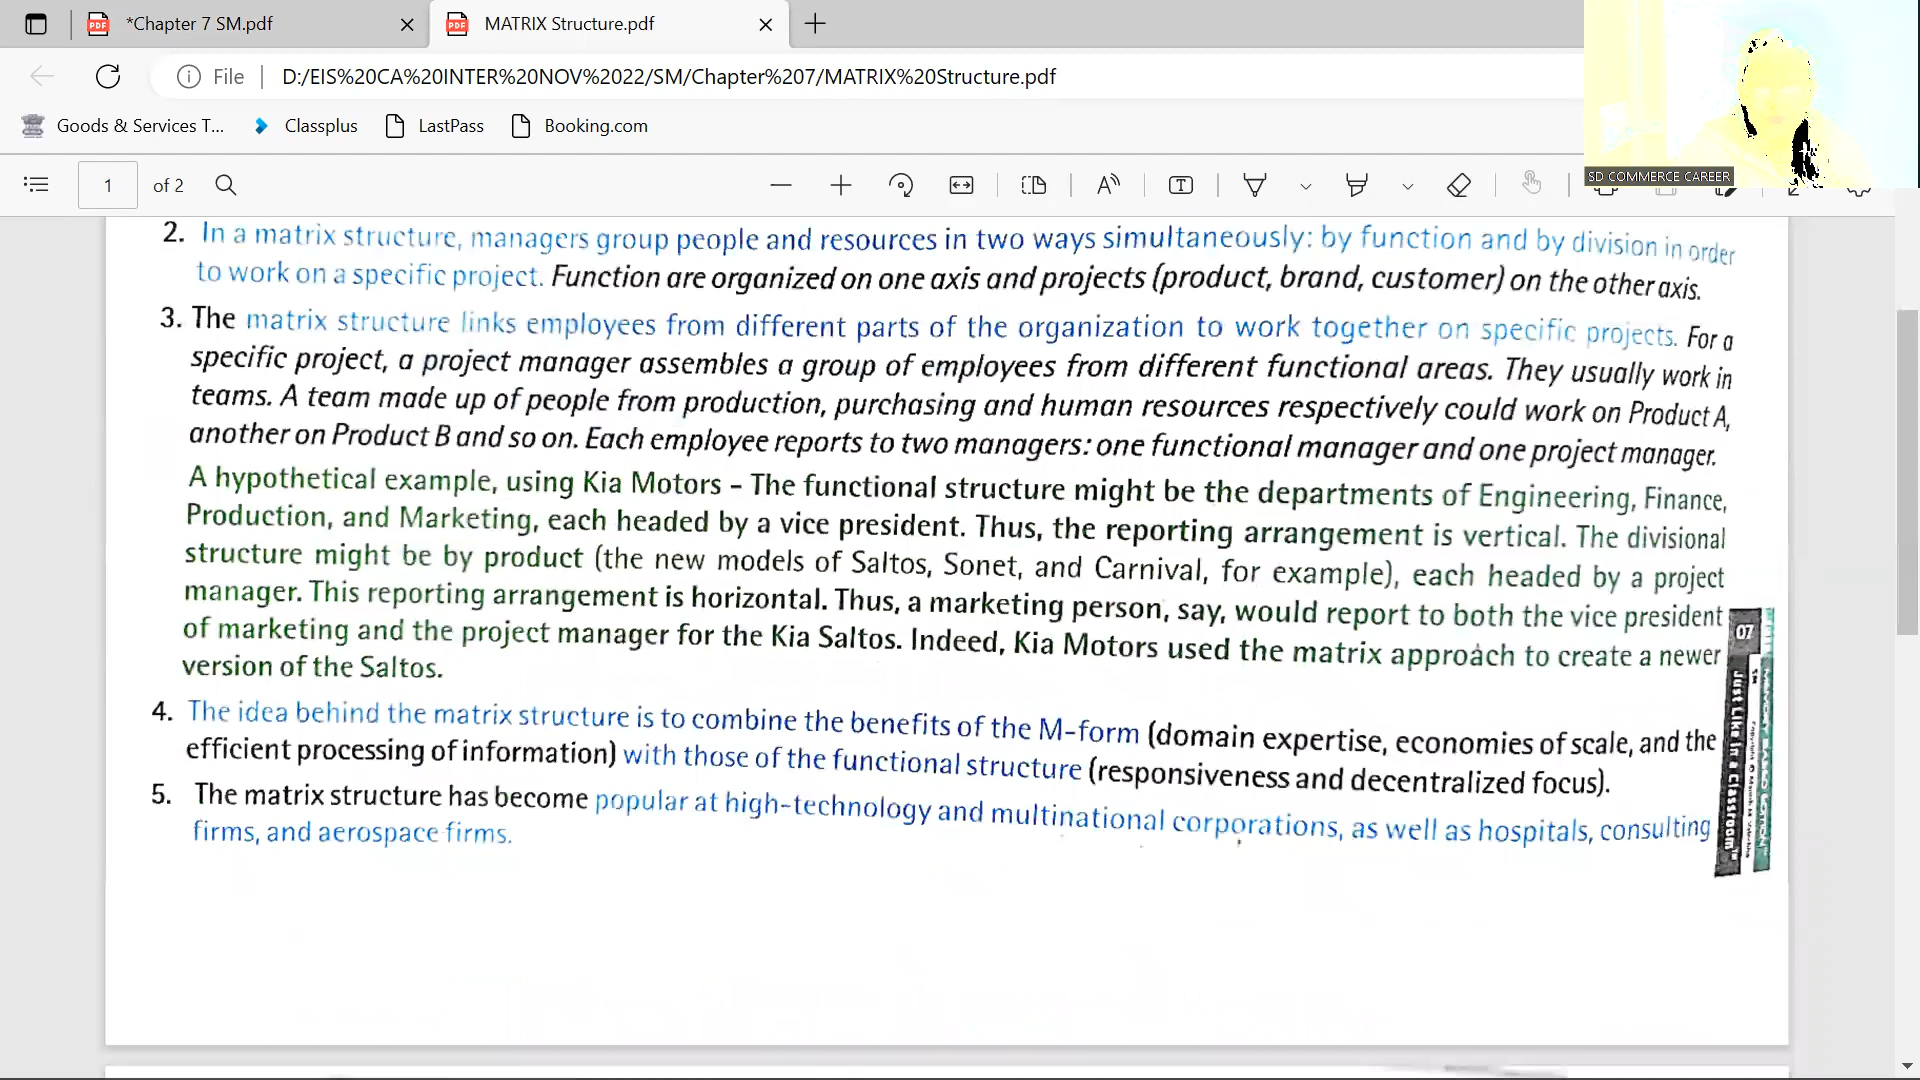 *Chapter 7 SM.pdf
MATRIX Structure.pdf
File
D:/EIS%20CA%20INTER%20NOV%2022/SM/Chapter%207/MATRIX%20Structure.pdf
Goods & Services T...
Classplus
LastPass
Booking.com
SD COMMERCE CAREER
1 of 2
2. In a matrix structure, managers group people and resources in two ways simultaneously: by function and by division in order
to work on a specific project. Function are organized on one axis and projects (product, brand, customer) on the other axis.
3. The matrix structure links employees from different parts of the organization to work together on specific projects. For a
specific project, a project manager assembles a group of employees from different functional areas. They usually work in
teams. A team made up of people from production, purchasing and human resources respectively could work on Product A,
another on Product B and so on. Each employee reports to two managers: one functional manager and one project manager.
A hypothetical example, using Kia Motors – The functional structure might be the departments of Engineering, Finance,
Production, and Marketing, each headed by a vice president. Thus, the reporting arrangement is vertical. The divisional
structure might be by product (the new models of Saltos, Sonet, and Carnival, for example), each headed by a project
manager. This reporting arrangement is horizontal. Thus, a marketing person, say, would report to both the vice president
of marketing and the project manager for the Kia Saltos. Indeed, Kia Motors used the matrix approach to create a newer
version of the Saltos.
07
SM
Just Like In a Classroom
4. The idea behind the matrix structure is to combine the benefits of the M-form (domain expertise, economies of scale, and the
efficient processing of information) with those of the functional structure (responsiveness and decentralized focus).
5. The matrix structure has become popular at high-technology and multinational corporations, as well as hospitals, consulting
firms, and aerospace firms.